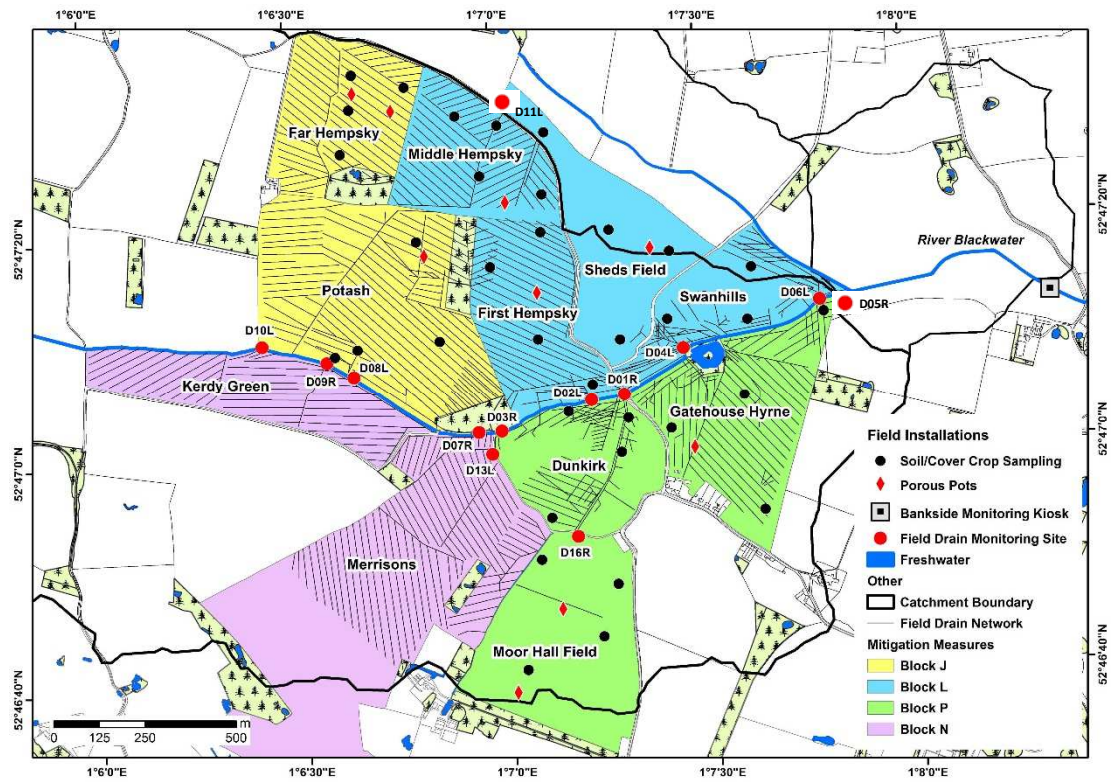 1°6'0"E
1°6'30"E
1°7'0"E
1°7'30"E
1°8'0"E
D11L
Far Hempsky
Middle Hempsky
52°47'20"N
52°47'20"N
River Blackwater
Sheds Field
Potash
Swanhills
D06L
D05R
First Hempsky
D10L
D04L
Kerdy Green
D09R
D08L
D02L
D01R
Gatehouse Hyrne
D03R
D07R
52°47'0"N
52°47'0"N
D13L
Dunkirk
D16R
Merrisons
Moor Hall Field
52°46'40"N
52°46'40"N
Field Installations
Soil/Cover Crop Sampling
Porous Pots
Bankside Monitoring Kiosk
Field Drain Monitoring Site
Freshwater
Other
Catchment Boundary
Field Drain Network
Mitigation Measures
Block J
Block L
Block P
Block N
m
0 125 250 500
1°6'0"E
1°6'30"E
1°7'0"E
1°7'30"E
1°8'0"E